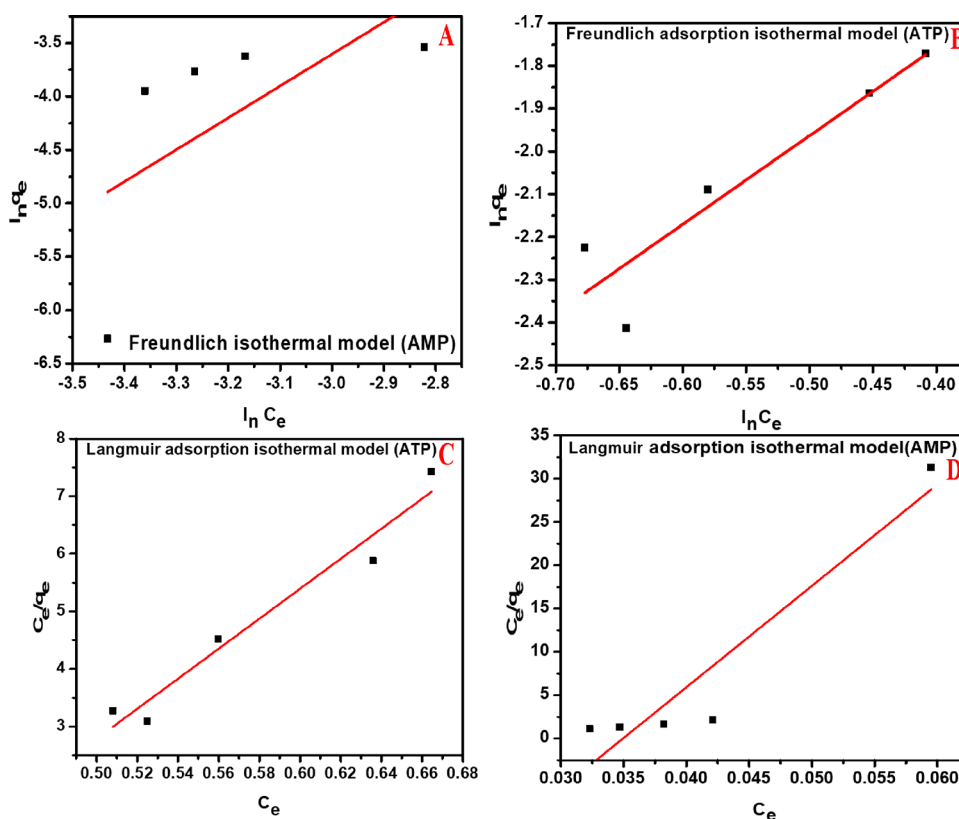 A
-3.5
-4.0
-4.5
-5.0
-5.5
-6.0
-6.5
lnqe
Freundlich isothermal model (AMP)
-3.5 -3.4 -3.3 -3.2 -3.1 -3.0 -2.9 -2.8
ln Ce
Freundlich adsorption isothermal model (ATP)
B
-1.7
-1.8
-1.9
-2.0
-2.1
-2.2
-2.3
-2.4
-2.5
lnqe
-0.70 -0.65 -0.60 -0.55 -0.50 -0.45 -0.40
lnCe
Langmuir adsorption isothermal model (ATP)
C
8
7
6
5
4
3
Ce/qe
0.50 0.52 0.54 0.56 0.58 0.60 0.62 0.64 0.66 0.68
Ce
Langmuir adsorption isothermal model(AMP)
D
35
30
25
20
15
10
5
0
Ce/qe
0.030 0.035 0.040 0.045 0.050 0.055 0.060
Ce